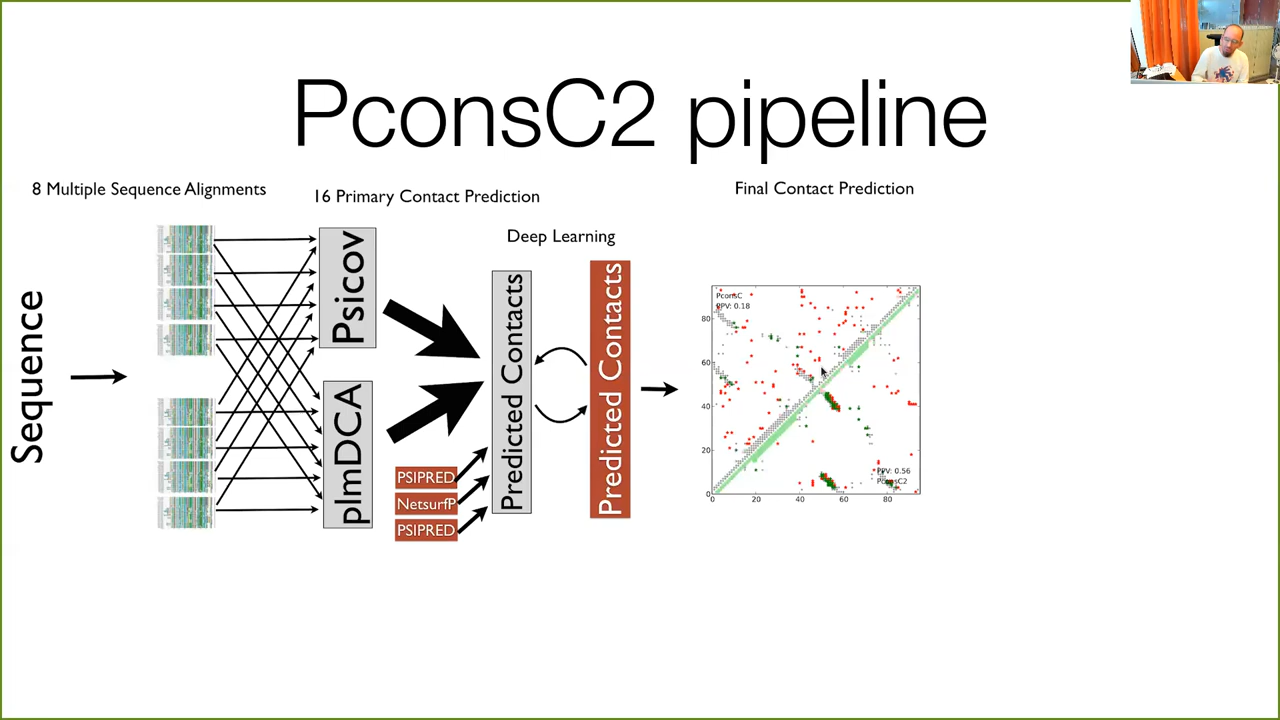 PconsC2 pipeline
8 Multiple Sequence Alignments
16 Primary Contact Prediction
Final Contact Prediction
Deep Learning
Sequence
Psicov
plmDCA
PSIPRED
NetsurfP
PSIPRED
Predicted Contacts
Predicted Contacts
PconsC
PPV: 0.18
80
60
40
20
0
PPV: 0.56
PconsC2
0 20 40 60 80